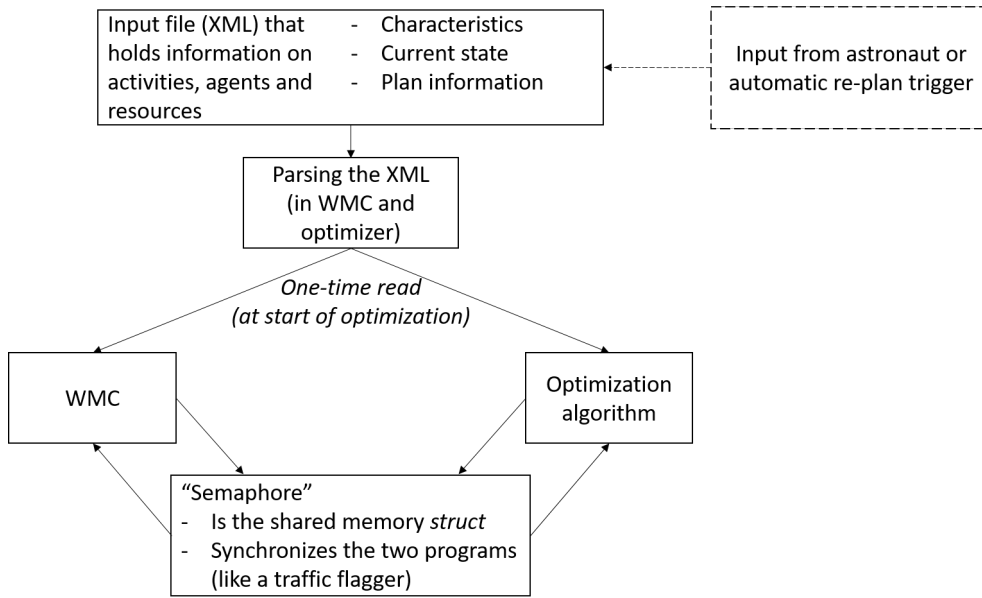 Input file (XML) that
holds information on
activities, agents and
resources
- Characteristics
- Current state
- Plan information
Input from astronaut or
automatic re-plan trigger
Parsing the XML
(in WMC and
optimizer)
One-time read
(at start of optimization)
WMC
Optimization
algorithm
“Semaphore”
- Is the shared memory struct
- Synchronizes the two programs
(like a traffic flagger)